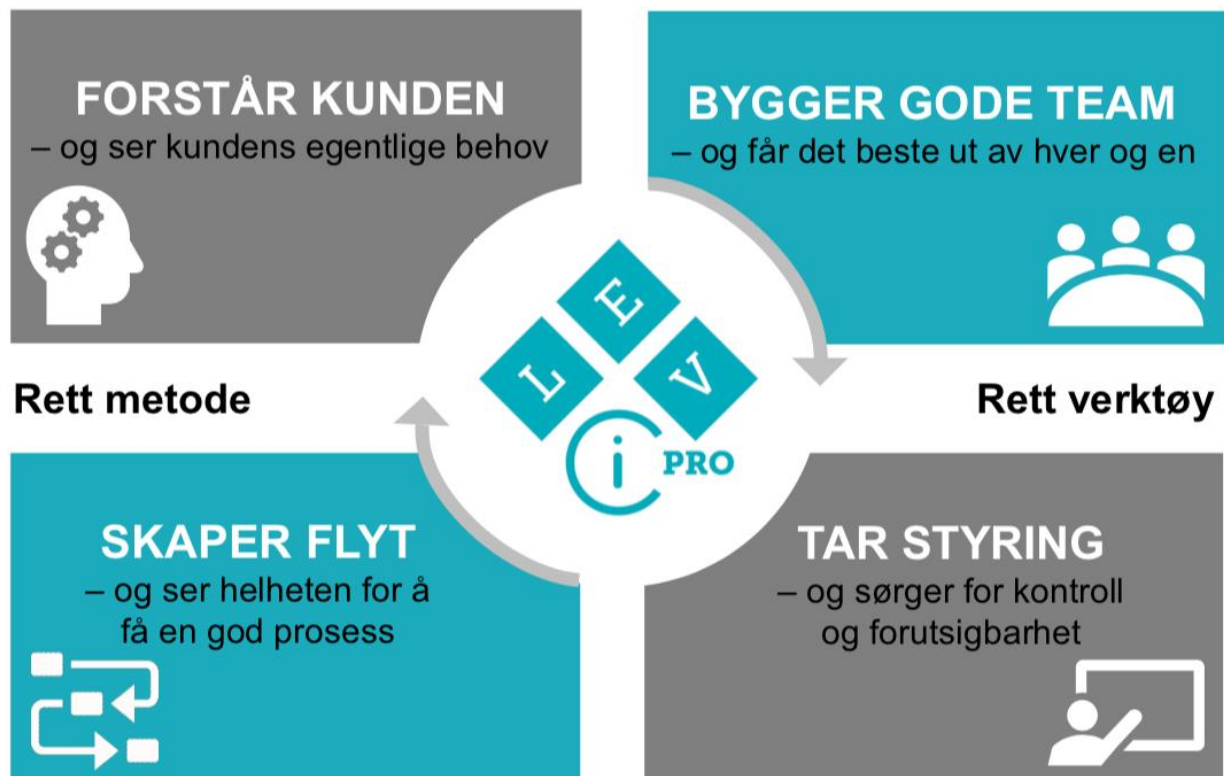 FORSTÅR KUNDEN
– og ser kundens egentlige behov
BYGGER GODE TEAM
– og får det beste ut av hver og en
L E V
i PRO
Rett metode
Rett verktøy
SKAPER FLYT
– og ser helheten for å
få en god prosess
TAR STYRING
– og sørger for kontroll
og forutsigbarhet